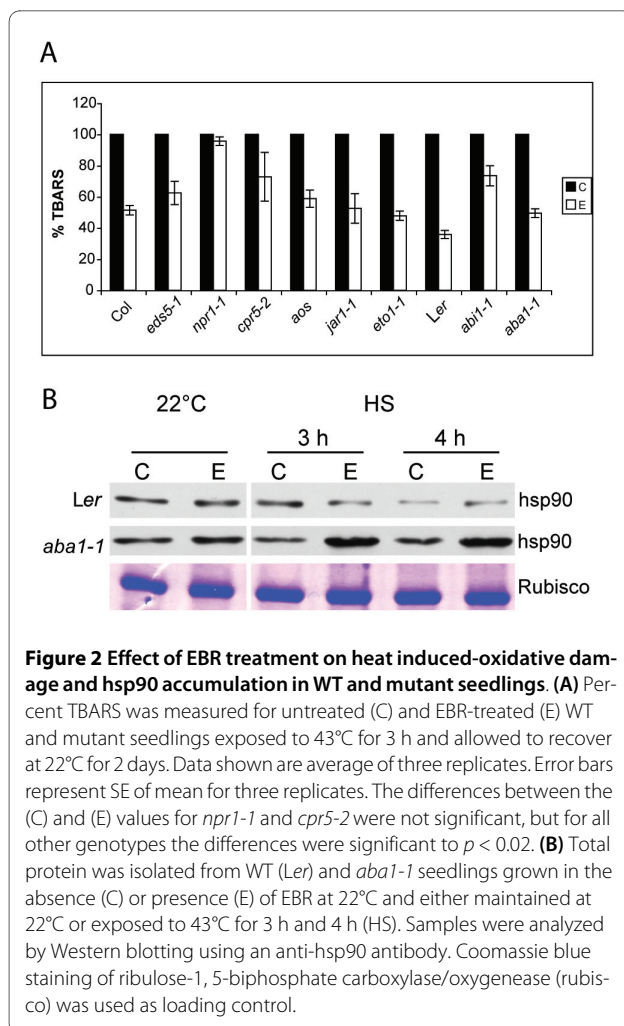 A
120
100
80
60
40
20
0
% TBARS
C
E
Col
eds5-1
npr1-1
cpr5-2
aos
jar1-1
eto1-1
Ler
abi1-1
aba1-1
B
22°C HS
3 h 4 h
C E C E C E
Ler hsp90
aba1-1 hsp90
Rubisco
Figure 2 Effect of EBR treatment on heat induced-oxidative dam-
age and hsp90 accumulation in WT and mutant seedlings. (A) Per-
cent TBARS was measured for untreated (C) and EBR-treated (E) WT
and mutant seedlings exposed to 43°C for 3 h and allowed to recover
at 22°C for 2 days. Data shown are average of three replicates. Error bars
represent SE of mean for three replicates. The differences between the
(C) and (E) values for npr1-1 and cpr5-2 were not significant, but for all
other genotypes the differences were significant to p < 0.02. (B) Total
protein was isolated from WT (Ler) and aba1-1 seedlings grown in the
absence (C) or presence (E) of EBR at 22°C and either maintained at
22°C or exposed to 43°C for 3 h and 4 h (HS). Samples were analyzed
by Western blotting using an anti-hsp90 antibody. Coomassie blue
staining of ribulose-1, 5-biphosphate carboxylase/oxygenease (rubis-
co) was used as loading control.